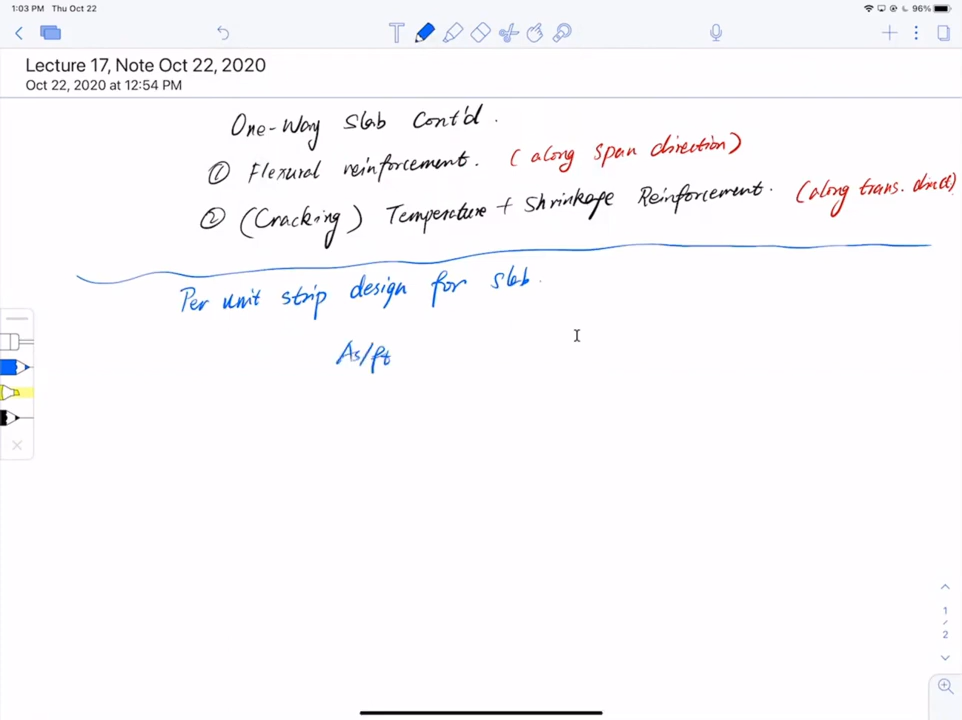 1:03 PM Thu Oct 22
96%
Lecture 17, Note Oct 22, 2020
Oct 22, 2020 at 12:54 PM
One-Way Slab Cont'd.
① Flexural reinforcement. (along span direction)
② (Cracking) Temperature + Shrinkage Reinforcement. (along trans. direct)
Per unit strip design for slab.
As/ft
1
/
2